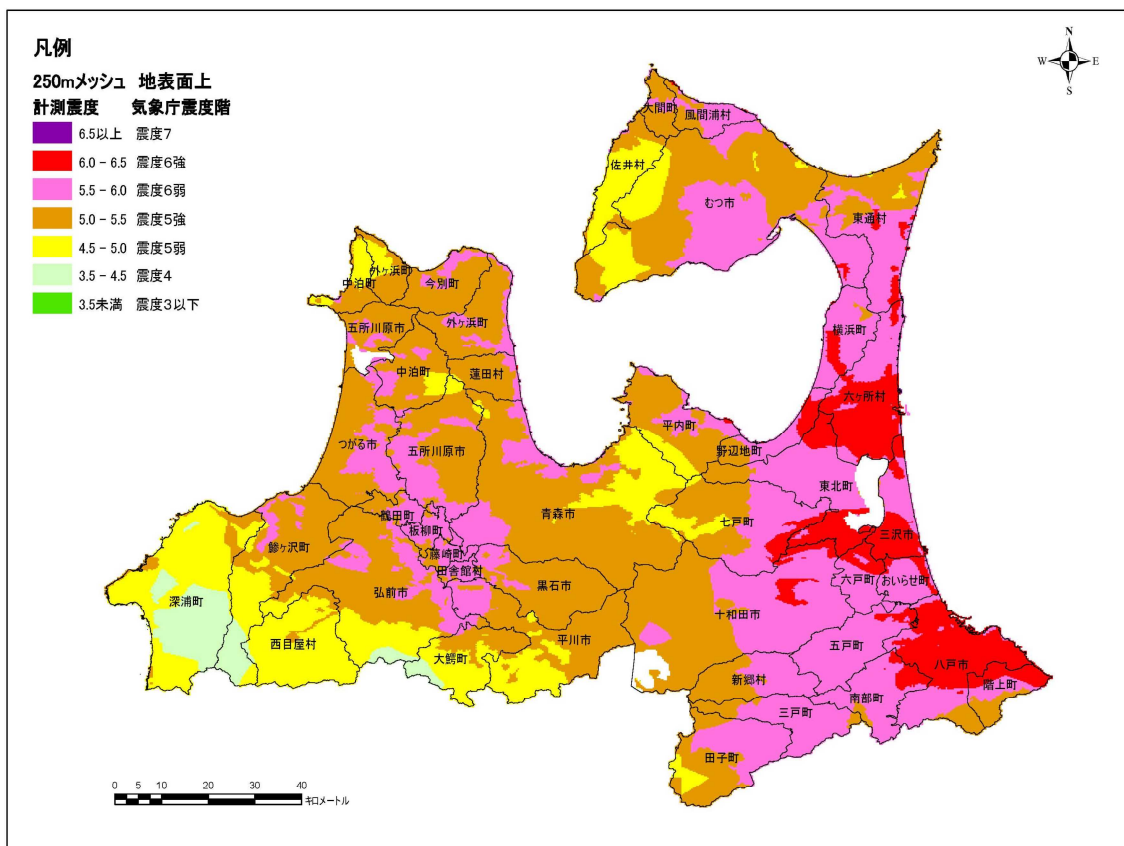 凡例
250mメッシュ 地表面上
計測震度 気象庁震度階
6.5以上 震度7
6.0 - 6.5 震度6強
5.5 - 6.0 震度6弱
5.0 - 5.5 震度5強
4.5 - 5.0 震度5弱
3.5 - 4.5 震度4
3.5未満 震度3以下
N
W E
S
大間町
風間浦村
佐井村
むつ市
東通村
外ヶ浜町
中泊町
今別町
五所川原市
外ヶ浜町
横浜町
中泊町
蓬田村
六ヶ所村
平内町
つがる市
五所川原市
野辺地町
東北町
青森市
七戸町
鶴田町
板柳町
三沢市
鰺ヶ沢町
藤崎町
田舎館村
六戸町
おいらせ町
弘前市
黒石市
深浦町
十和田市
西目屋村
平川市
五戸町
大鰐町
八戸市
新郷村
階上町
南部町
三戸町
田子町
0 5 10 20 30 40
キロメートル